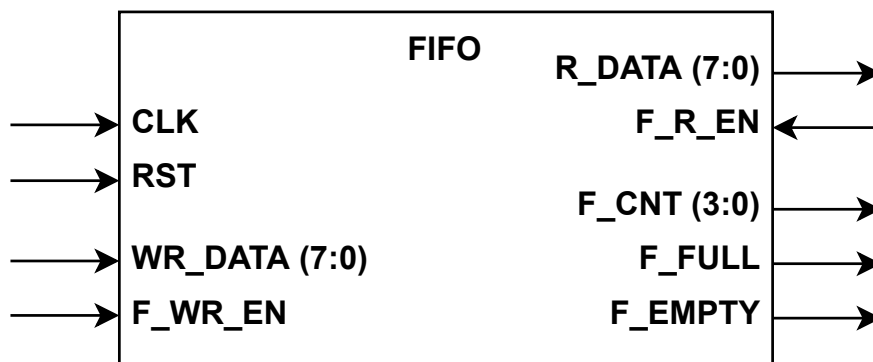 FIFO
R_DATA (7:0)
CLK
F_R_EN
RST
F_CNT (3:0)
WR_DATA (7:0)
F_FULL
F_WR_EN
F_EMPTY